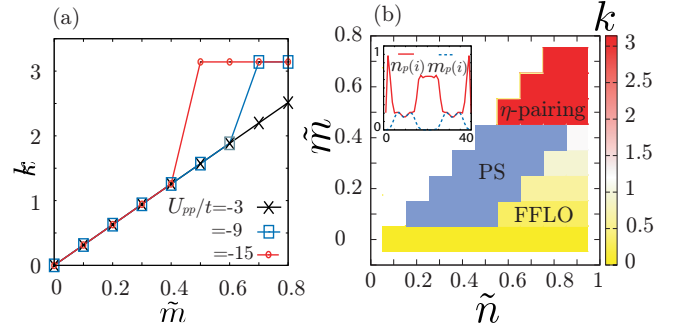 (a)
3
2
1
0
k
0
0.2
0.4
0.6
0.8
m̃
U_pp/t=-3
=-9
=-15
(b)
0.8
0.6
0.4
0.2
0
m̃
1
0
0
40
n_p(i)
m_p(i)
η-pairing
PS
FFLO
0
0.2
0.4
0.6
0.8
1
ñ
k
3
2.5
2
1.5
1
0.5
0